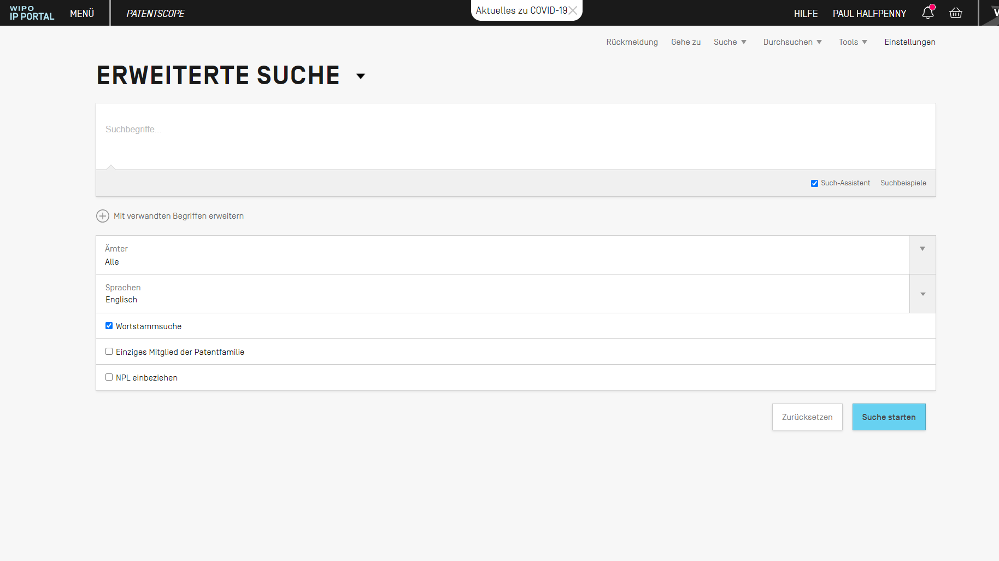 WIPO
IP PORTAL
MENÜ
PATENTSCOPE
Aktuelles zu COVID-19
HILFE
PAUL HALFPENNY
Rückmeldung
Gehe zu
Suche
Durchsuchen
Tools
Einstellungen
ERWEITERTE SUCHE
Suchbegriffe...
Such-Assistent
Suchbeispiele
Mit verwandten Begriffen erweitern
Ämter
Alle
Sprachen
Englisch
Wortstammsuche
Einziges Mitglied der Patentfamilie
NPL einbeziehen
Zurücksetzen
Suche starten